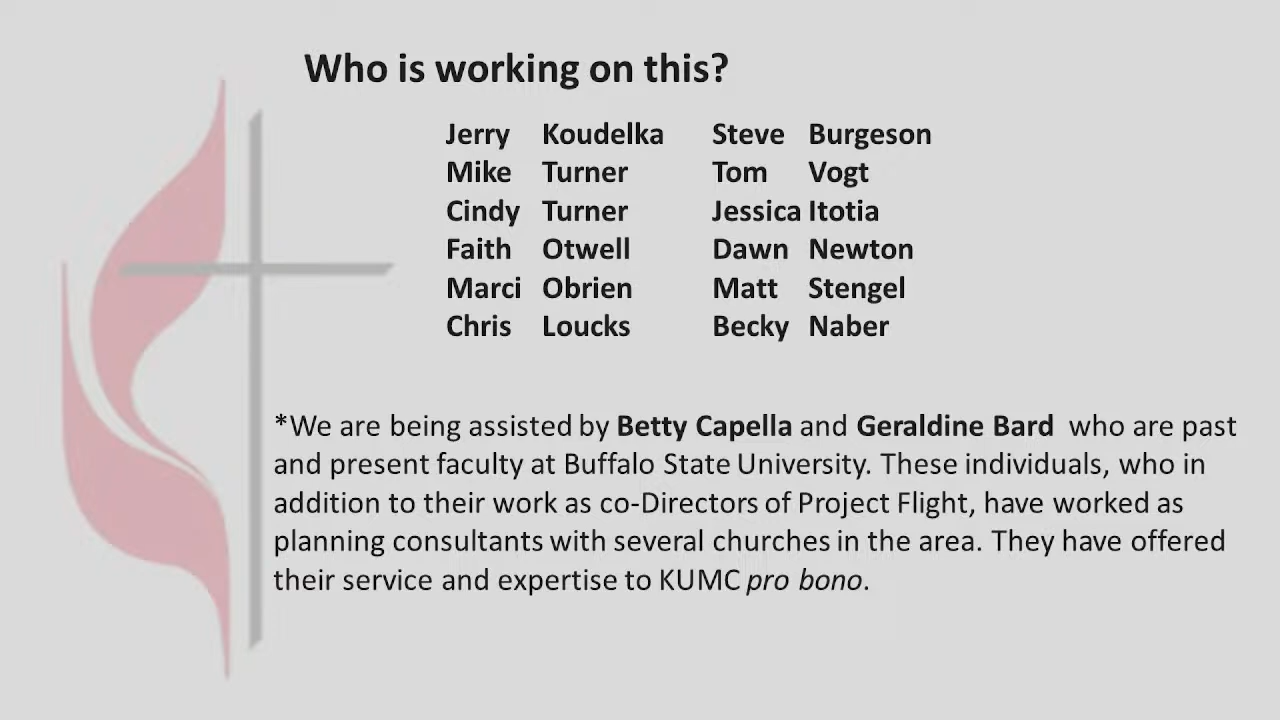 Who is working on this?
Jerry Koudelka Steve Burgeson
Mike Turner Tom Vogt
Cindy Turner Jessica Itotia
Faith Otwell Dawn Newton
Marci Obrien Matt Stengel
Chris Loucks Becky Naber
*We are being assisted by Betty Capella and Geraldine Bard who are past
and present faculty at Buffalo State University. These individuals, who in
addition to their work as co-Directors of Project Flight, have worked as
planning consultants with several churches in the area. They have offered
their service and expertise to KUMC pro bono.